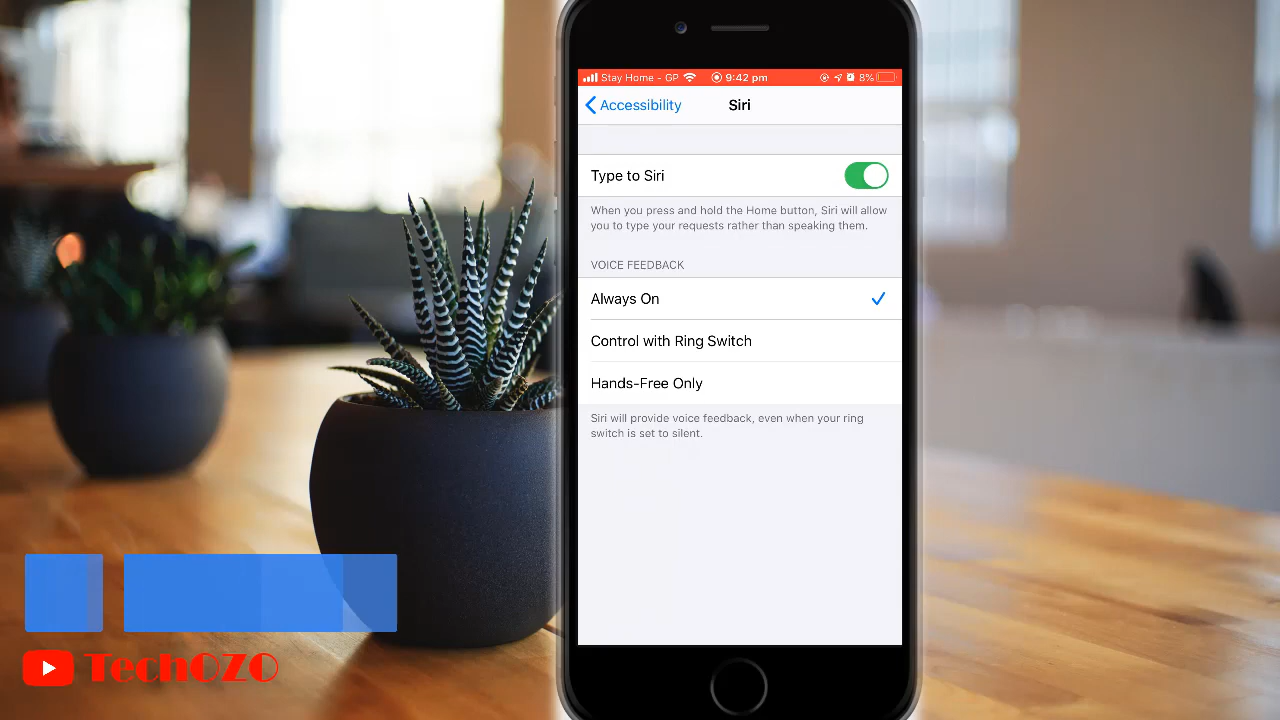 Stay Home - GP 9:42 pm 8%
Accessibility Siri
Type to Siri
When you press and hold the Home button, Siri will allow
you to type your requests rather than speaking them.
VOICE FEEDBACK
Always On
Control with Ring Switch
Hands-Free Only
Siri will provide voice feedback, even when your ring
switch is set to silent.
TechOZO